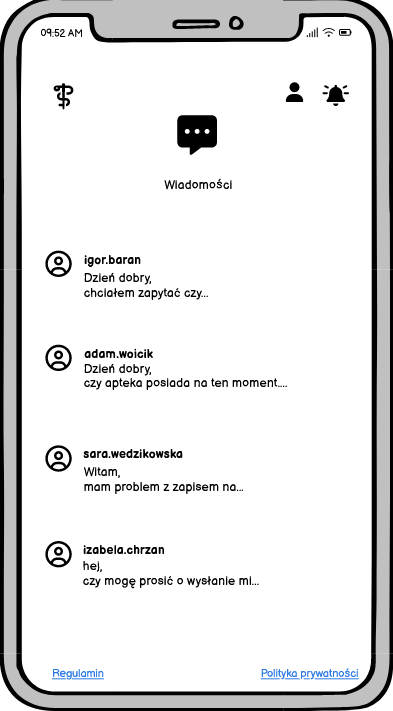 09:52 AM
Wiadomości
igor.baran
Dzień dobry,
chciałem zapytać czy...
adam.woicik
Dzień dobry,
czy apteka posiada na ten moment....
sara.wedzikowska
Witam,
mam problem z zapisem na...
izabela.chrzan
hej,
czy mogę prosić o wysłanie mi...
Regulamin
Polityka prywatności